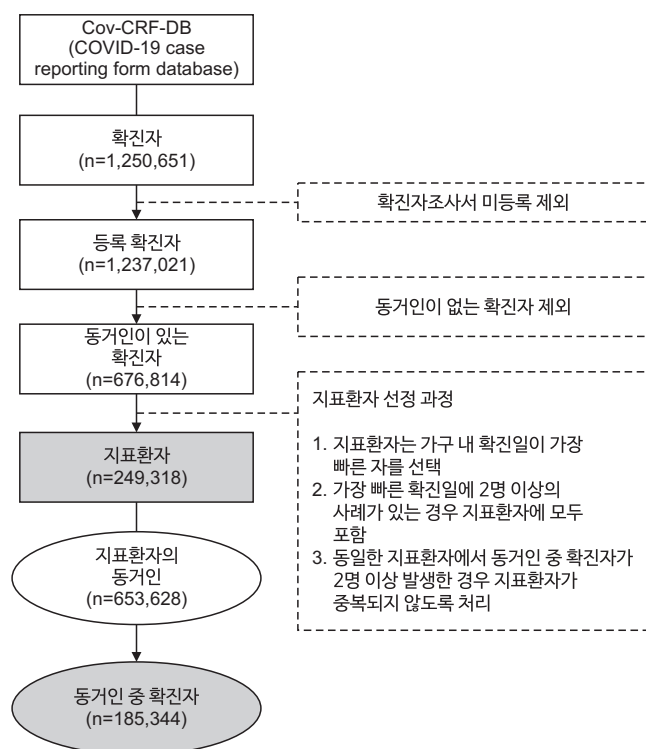 Cov-CRF-DB
(COVID-19 case
reporting form database)
확진자
(n=1,250,651)
확진자조사서 미등록 제외
등록 확진자
(n=1,237,021)
동거인이 없는 확진자 제외
동거인이 있는
확진자
(n=676,814)
지표환자 선정 과정
1. 지표환자는 가구 내 확진일이 가장
빠른 자를 선택
2. 가장 빠른 확진일에 2명 이상의
사례가 있는 경우 지표환자에 모두
포함
3. 동일한 지표환자에서 동거인 중 확진자가
2명 이상 발생한 경우 지표환자가
중복되지 않도록 처리
지표환자
(n=249,318)
지표환자의
동거인
(n=653,628)
동거인 중 확진자
(n=185,344)